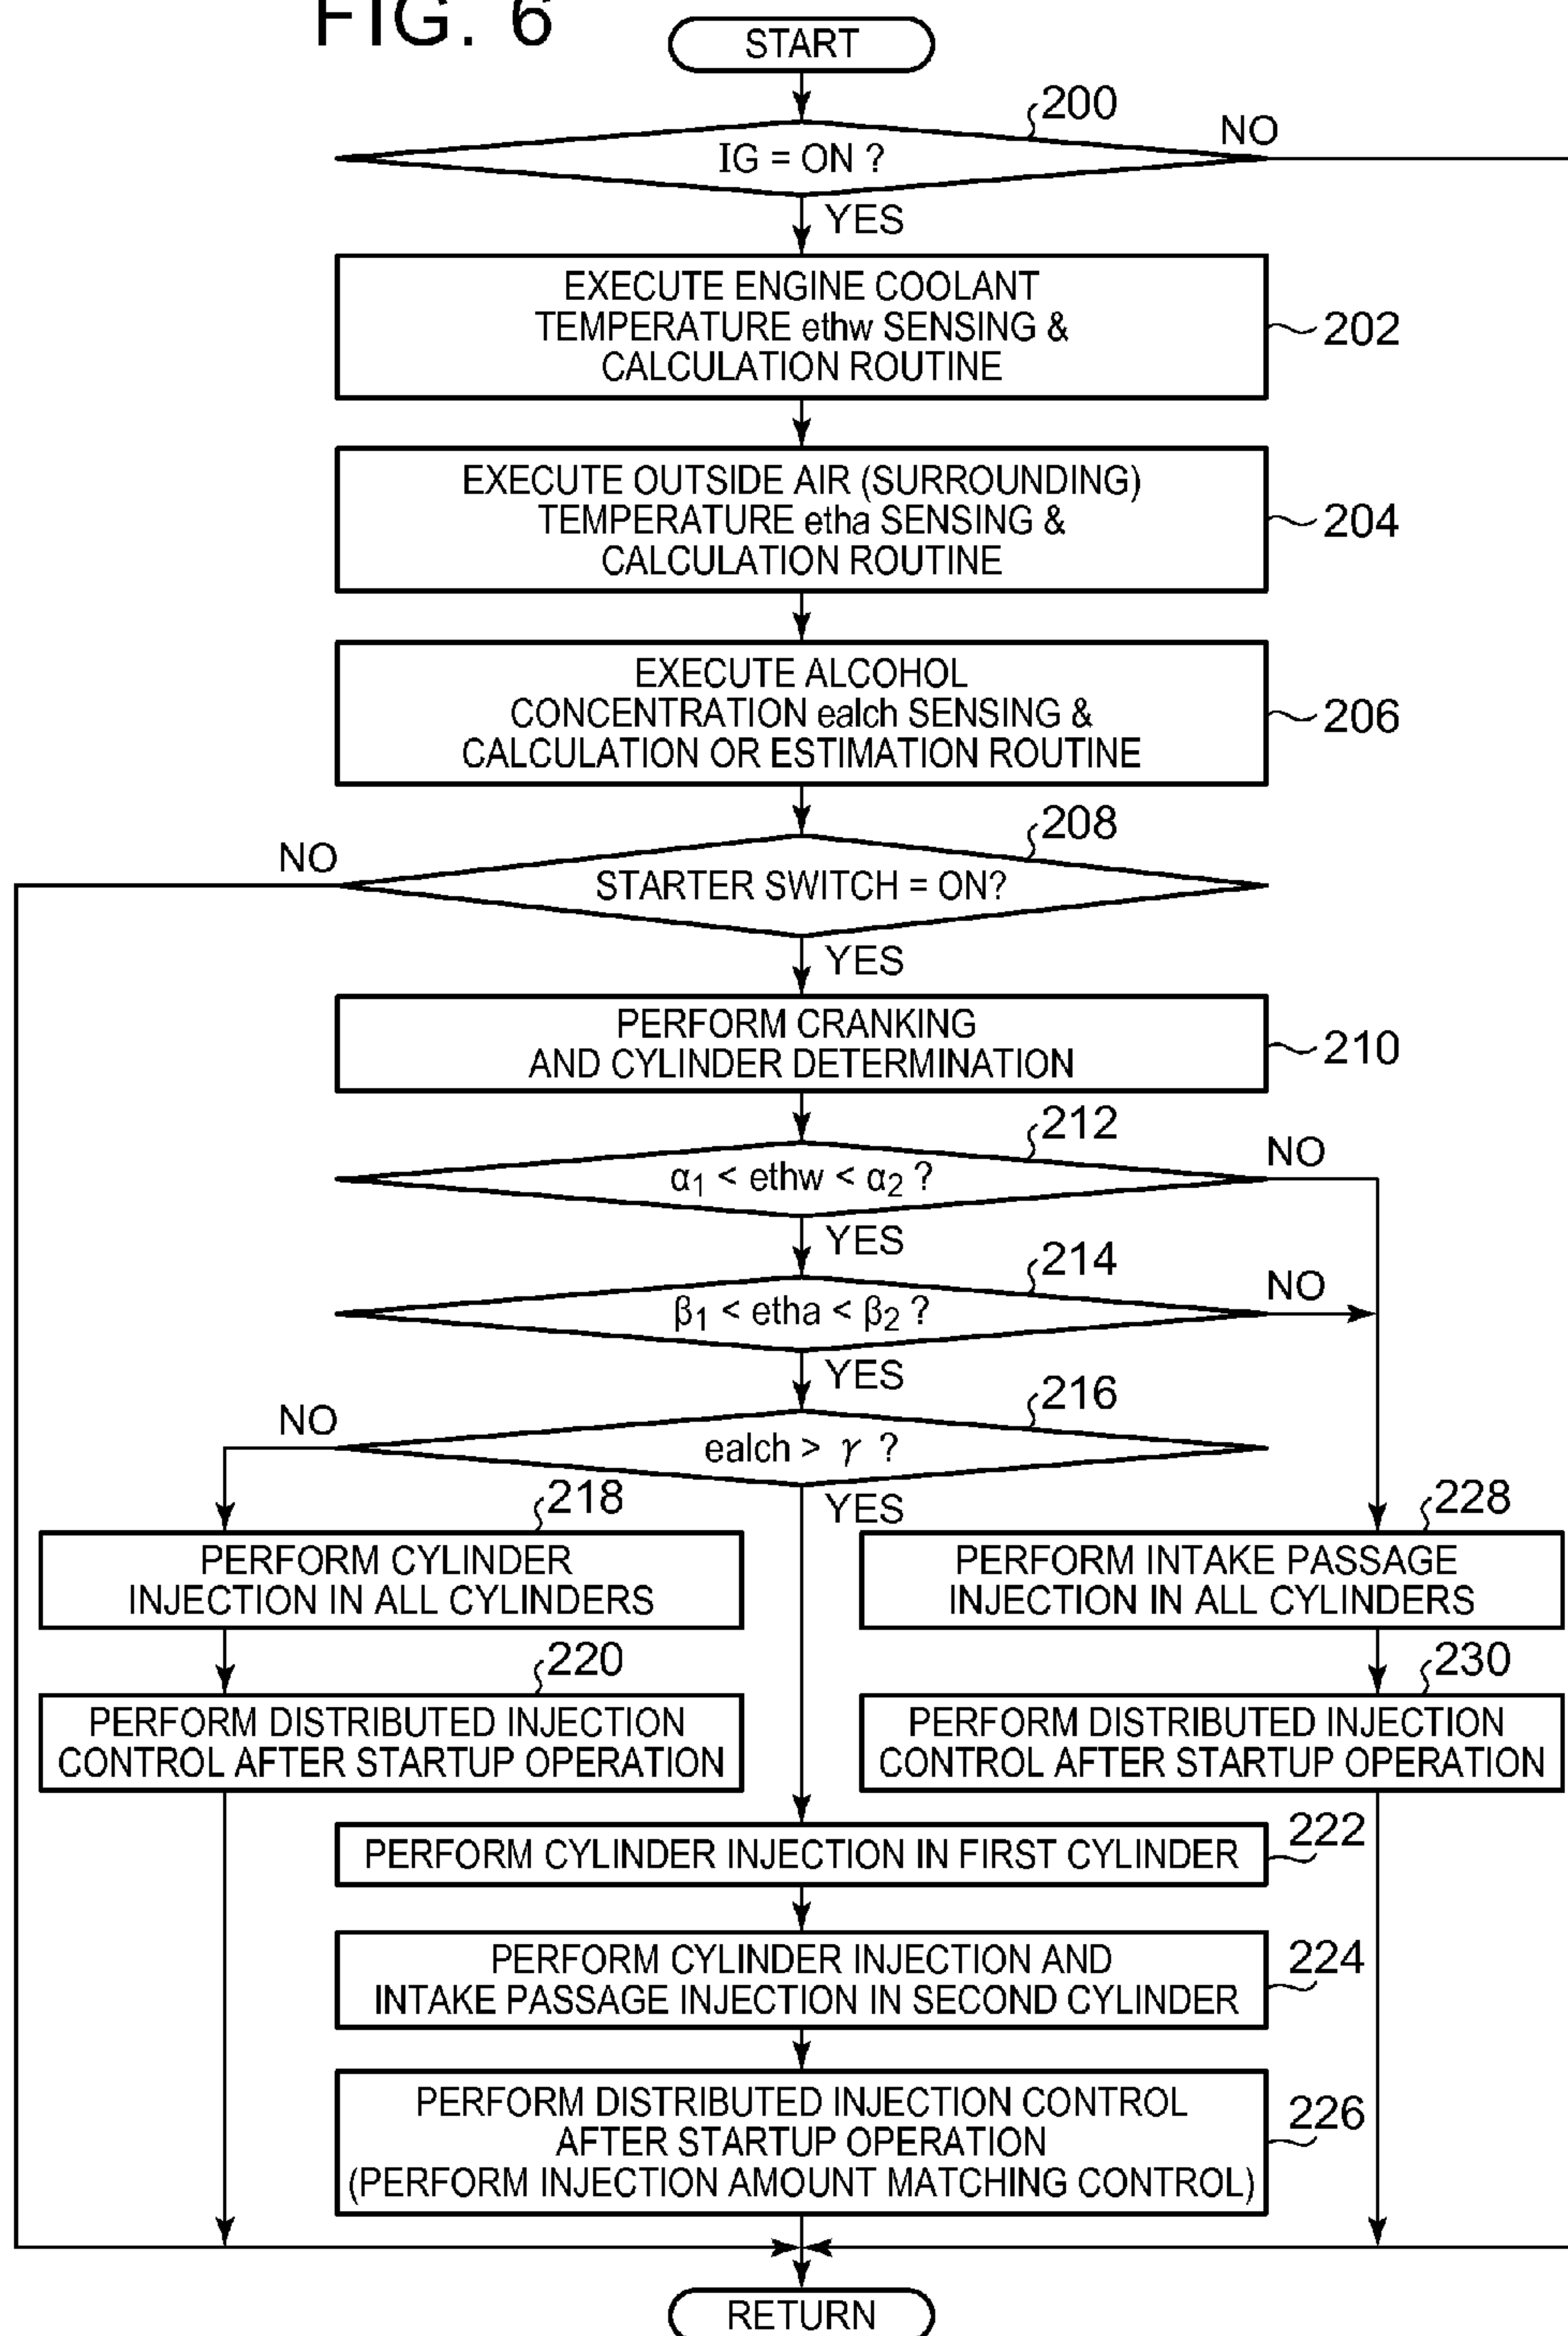 FIG. 6
START
200
NO
IG = ON ?
YES
EXECUTE ENGINE COOLANT
TEMPERATURE ethw SENSING &
CALCULATION ROUTINE
202
EXECUTE OUTSIDE AIR (SURROUNDING)
TEMPERATURE etha SENSING &
CALCULATION ROUTINE
204
EXECUTE ALCOHOL
CONCENTRATION ealch SENSING &
CALCULATION OR ESTIMATION ROUTINE
206
208
NO
STARTER SWITCH = ON?
YES
PERFORM CRANKING
AND CYLINDER DETERMINATION
210
212
NO
α1 < ethw < α2 ?
YES
214
NO
β1 < etha < β2 ?
YES
216
NO
ealch > γ ?
YES
218
PERFORM CYLINDER
INJECTION IN ALL CYLINDERS
220
PERFORM DISTRIBUTED INJECTION
CONTROL AFTER STARTUP OPERATION
228
PERFORM INTAKE PASSAGE
INJECTION IN ALL CYLINDERS
230
PERFORM DISTRIBUTED INJECTION
CONTROL AFTER STARTUP OPERATION
222
PERFORM CYLINDER INJECTION IN FIRST CYLINDER
224
PERFORM CYLINDER INJECTION AND
INTAKE PASSAGE INJECTION IN SECOND CYLINDER
226
PERFORM DISTRIBUTED INJECTION CONTROL
AFTER STARTUP OPERATION
(PERFORM INJECTION AMOUNT MATCHING CONTROL)
RETURN